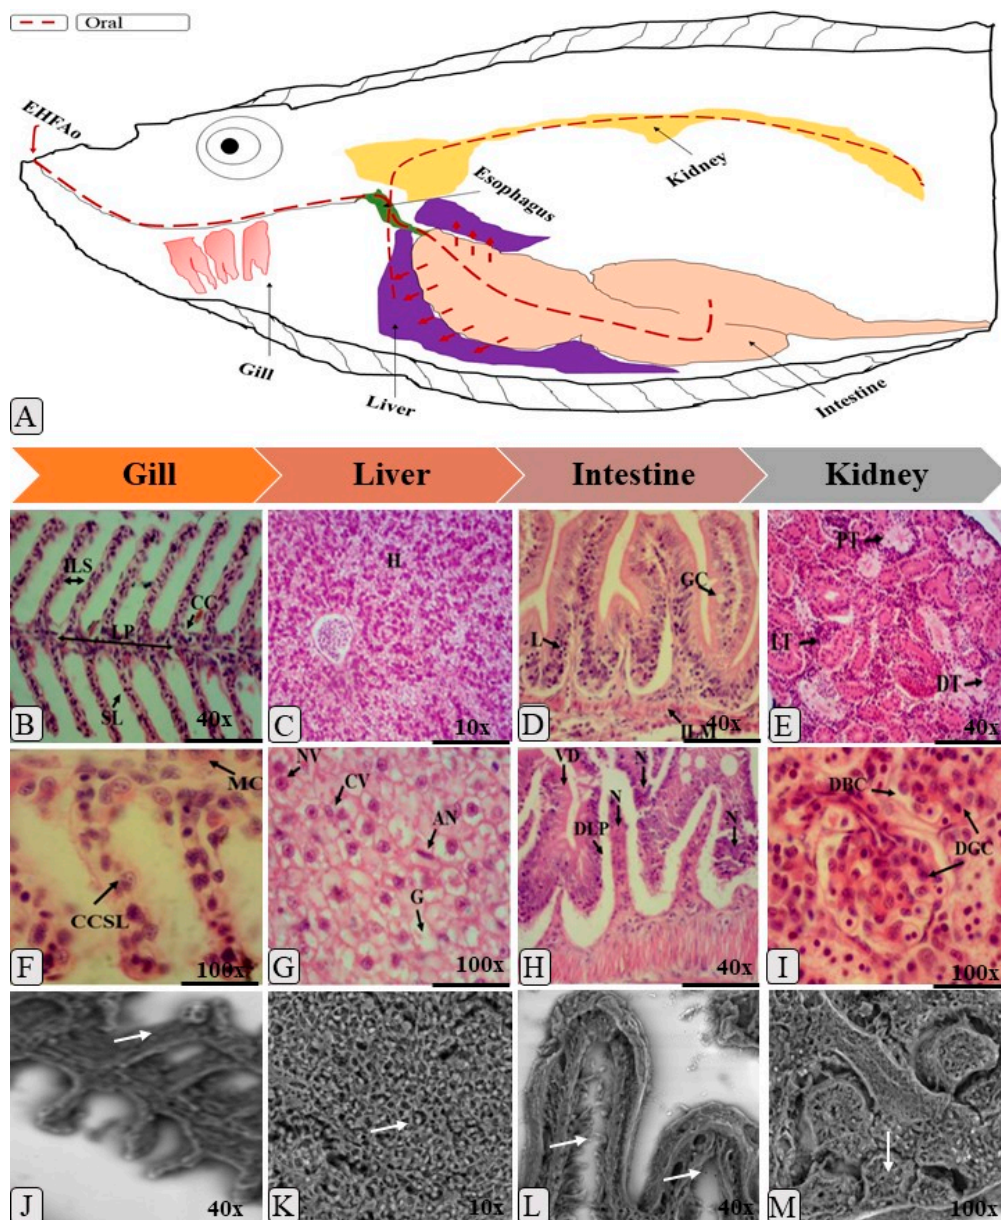 Oral
EHFAo
Kidney
Esophagus
Gill
Liver
Intestine
A
Gill Liver Intestine Kidney
ILS
CC
LP
SL
B
40x
H
C
10x
GC
L
ILM
D
40x
PT
LT
DT
E
40x
MC
CCSL
F
100x
NV
CV
AN
G
G
100x
VD
N
N
N
DLP
H
40x
DBC
DGC
I
100x
J
40x
K
10x
L
40x
M
100x